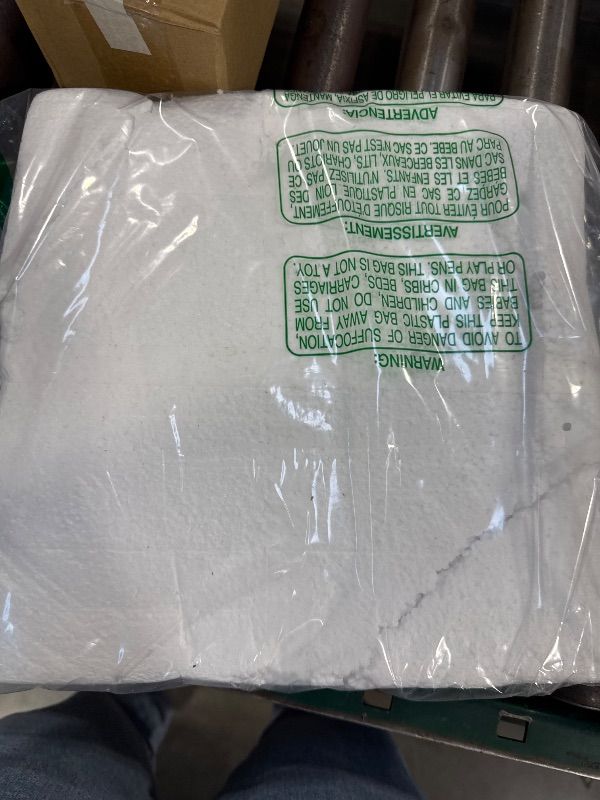 WARNING:
TO AVOID DANGER OF SUFFOCATION,
KEEP THIS PLASTIC BAG AWAY FROM
BABIES AND CHILDREN, DO NOT USE
THIS BAG IN CRIBS, BEDS, CARRIAGES
OR PLAY PENS. THIS BAG IS NOT A TOY.
AVERTISSEMENT:
POUR ÉVITER TOUT RISQUE D'ÉTOUFFEMENT,
GARDEZ CE SAC EN PLASTIQUE LOIN DES
BEBES ET LES ENFANTS. N'UTILISEZ PAS CE
SAC DANS LES BERCEAUX, LITS, CHARIOTS OU
PARC AU BEBE. CE SAC N'EST PAS UN JOUET
ADVERTENCIA:
PARA EVITAR EL PELIGRO DE ASFIXIA, MANTENGA